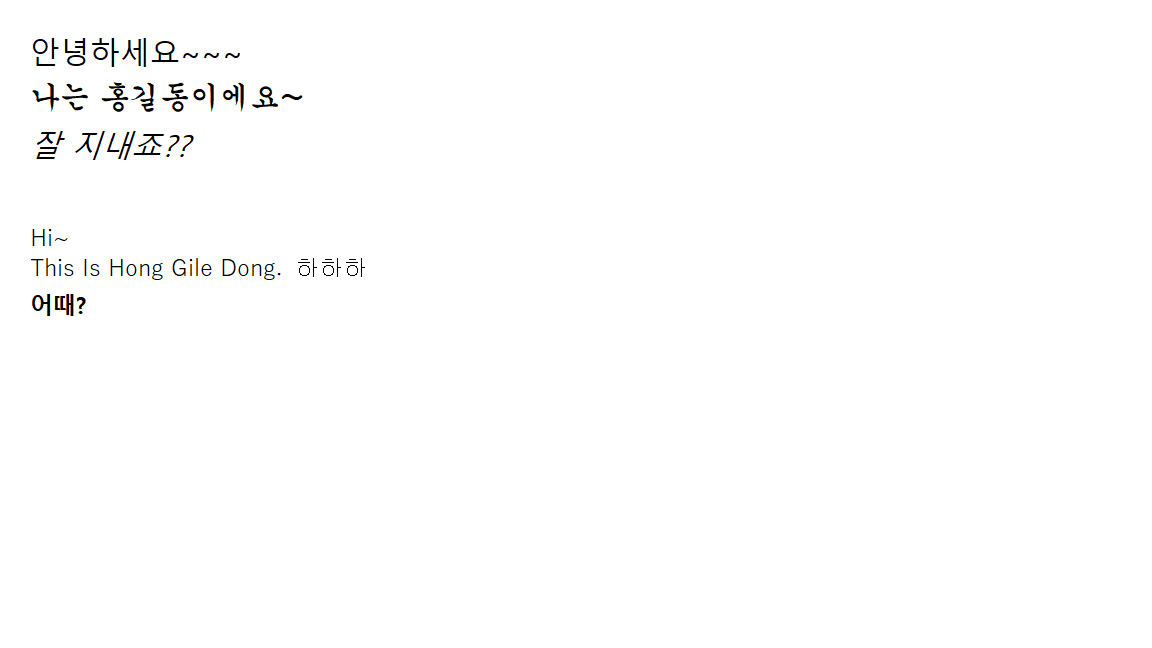 안녕하세요~~~
나는 홍길동이에요~
잘 지내죠??
Hi~
This Is Hong Gile Dong. 하하하
어때?